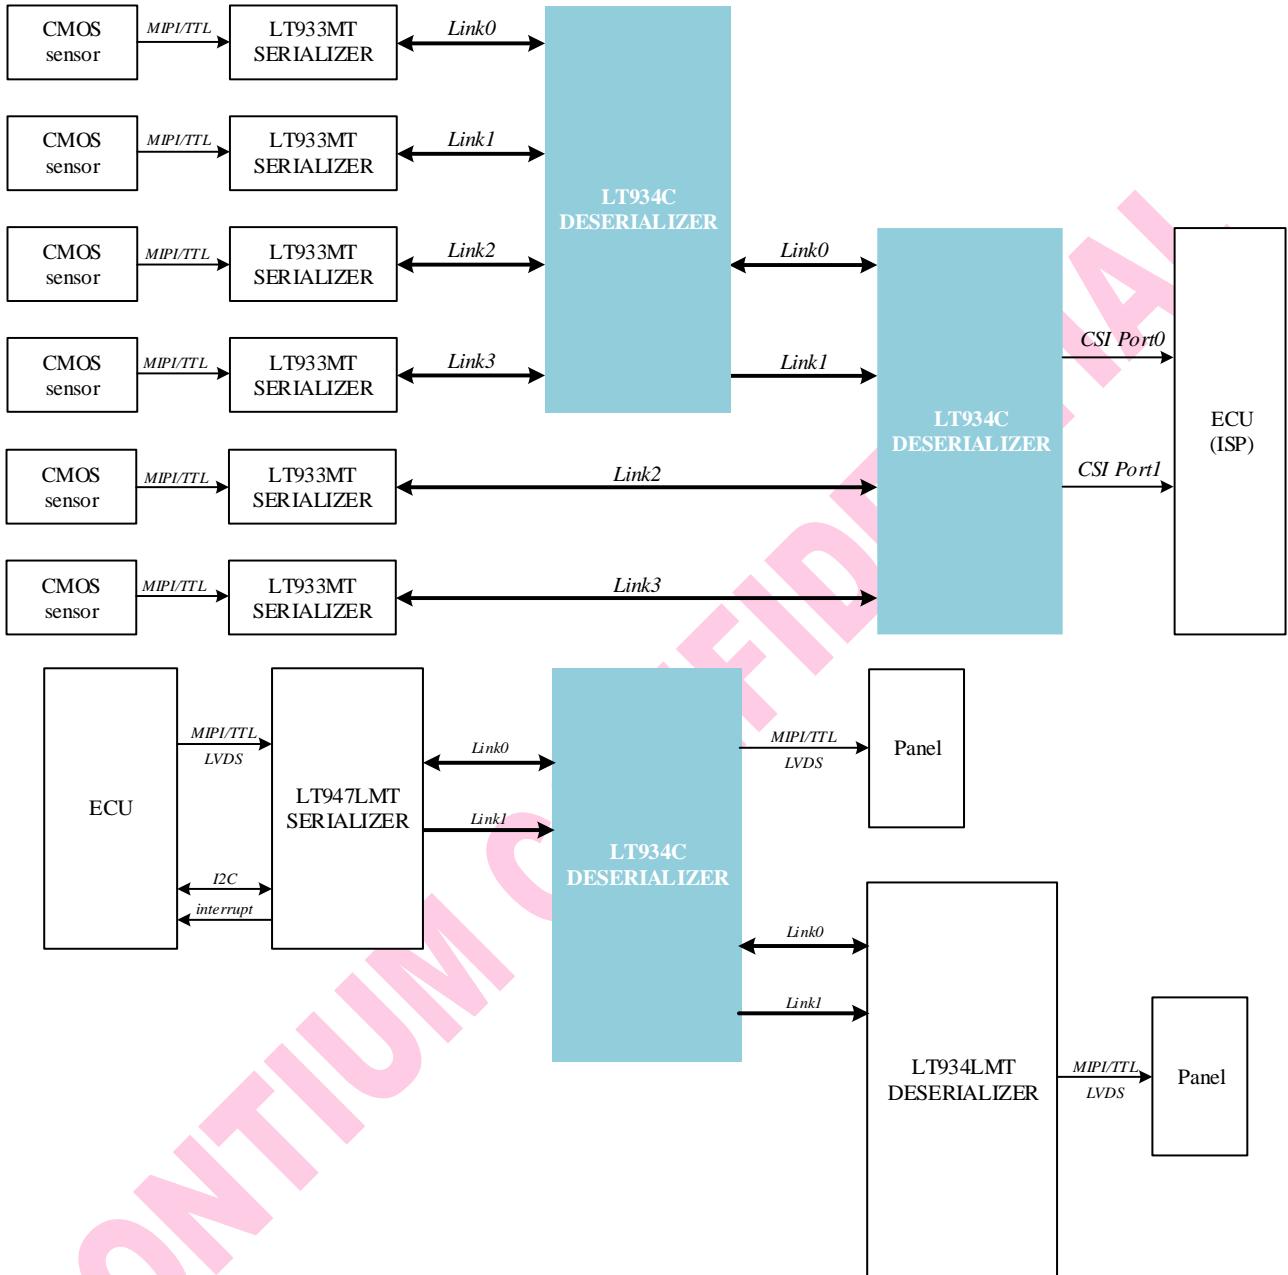 CMOS
sensor
MIPI/TTL
LT933MT
SERIALIZER
Link0
CMOS
sensor
MIPI/TTL
LT933MT
SERIALIZER
Link1
LT934C
DESERIALIZER
CMOS
sensor
MIPI/TTL
LT933MT
SERIALIZER
Link2
Link0
CMOS
sensor
MIPI/TTL
LT933MT
SERIALIZER
Link3
Link1
LT934C
DESERIALIZER
CSI Port0
CSI Port1
ECU
(ISP)
CMOS
sensor
MIPI/TTL
LT933MT
SERIALIZER
Link2
CMOS
sensor
MIPI/TTL
LT933MT
SERIALIZER
Link3
ECU
MIPI/TTL
LVDS
I2C
interrupt
LT947LMT
SERIALIZER
Link0
Link1
LT934C
DESERIALIZER
MIPI/TTL
LVDS
Panel
Link0
Link1
LT934LMT
DESERIALIZER
MIPI/TTL
LVDS
Panel